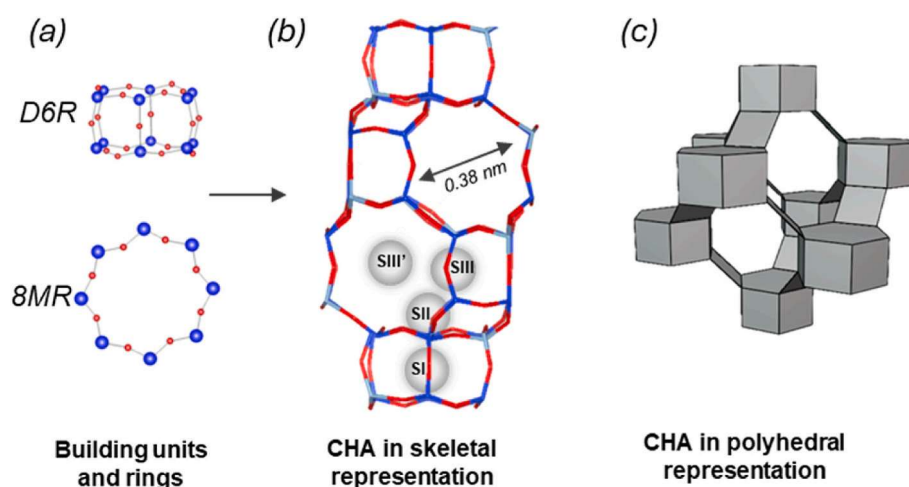 (a)
D6R
8MR
Building units
and rings
(b)
0.38 nm
SIII'
SIII
SII
SI
CHA in skeletal
representation
(c)
CHA in polyhedral
representation